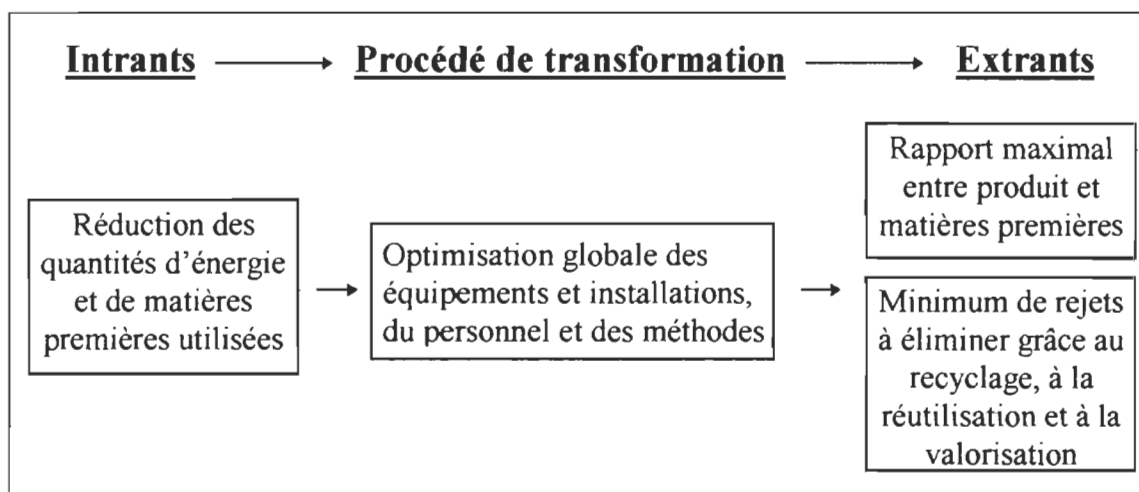 Intrants Procédé de transformation Extrants
Réduction des
quantités d’énergie
et de matières
premières utilisées
Optimisation globale des
équipements et installations,
du personnel et des méthodes
Rapport maximal
entre produit et
matières premières
Minimum de rejets
à éliminer grâce au
recyclage, à la
réutilisation et à la
valorisation